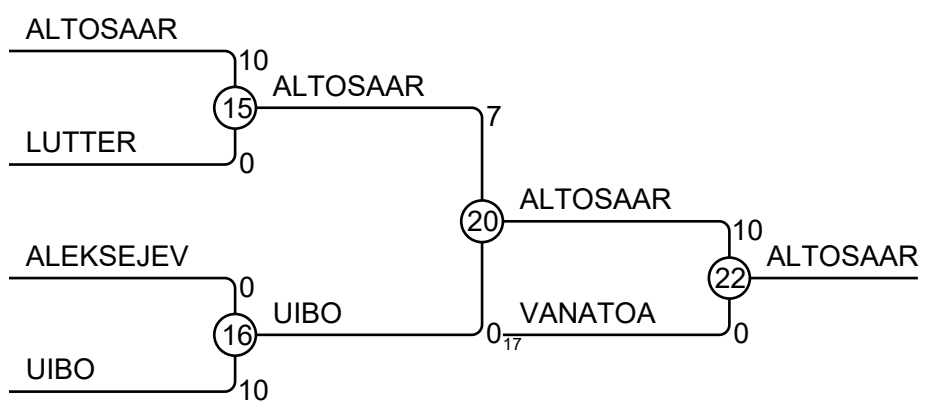 ALTOSAAR
10
15
ALTOSAAR
7
LUTTER
0
20
ALTOSAAR
10
22
ALTOSAAR
ALEKSEJEV
0
16
UIBO
0
17
VANATOA
0
UIBO
10